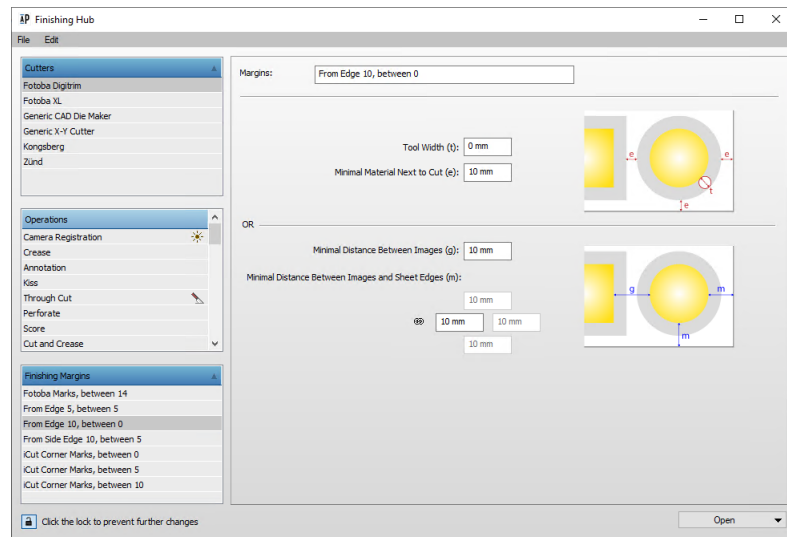 Finishing Hub
File Edit
Cutters
Fotoba Digitrim
Fotoba XL
Generic CAD Die Maker
Generic X-Y Cutter
Kongsberg
Zünd
Operations
Camera Registration
Crease
Annotation
Kiss
Through Cut
Perforate
Score
Cut and Crease
Finishing Margins
Fotoba Marks, between 14
From Edge 5, between 5
From Edge 10, between 0
From Side Edge 10, between 5
iCut Corner Marks, between 0
iCut Corner Marks, between 5
iCut Corner Marks, between 10
Click the lock to prevent further changes
Margins: From Edge 10, between 0
Tool Width (t): 0 mm
Minimal Material Next to Cut (e): 10 mm
e e
t
e
OR
Minimal Distance Between Images (g): 10 mm
Minimal Distance Between Images and Sheet Edges (m):
10 mm
10 mm 10 mm
10 mm
g m
m
Open